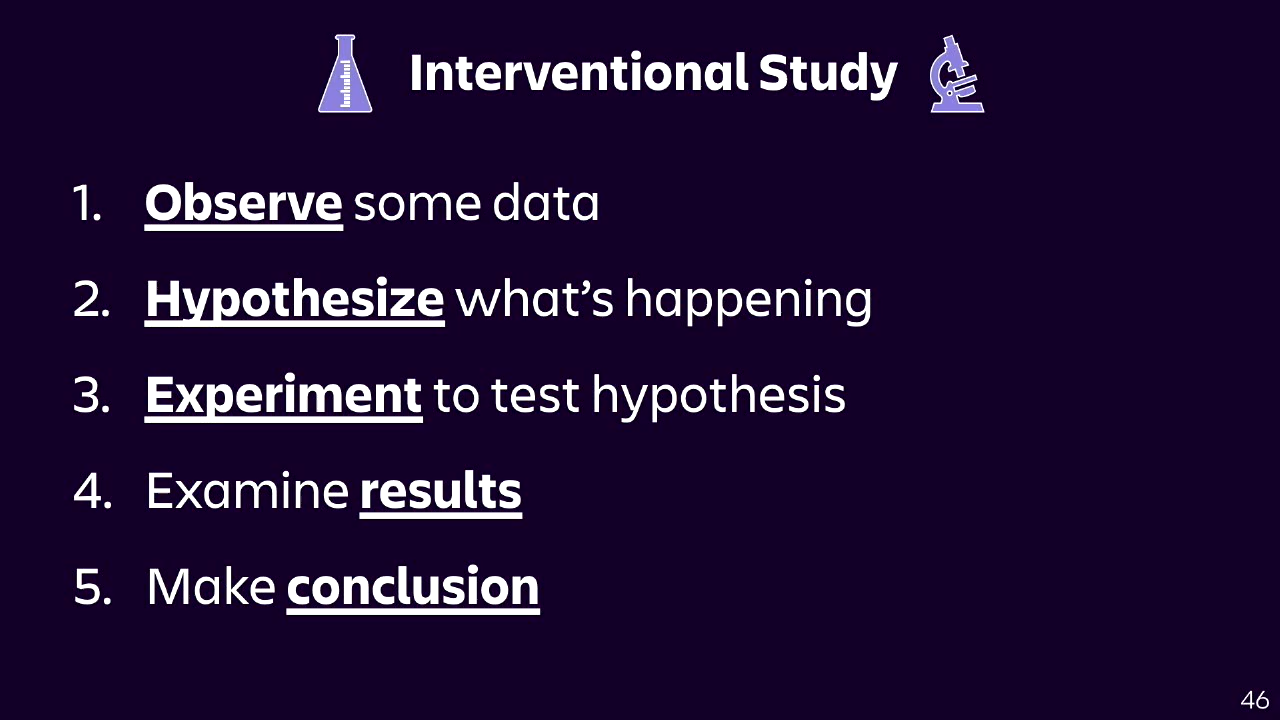 Interventional Study
1. Observe some data
2. Hypothesize what’s happening
3. Experiment to test hypothesis
4. Examine results
5. Make conclusion
46